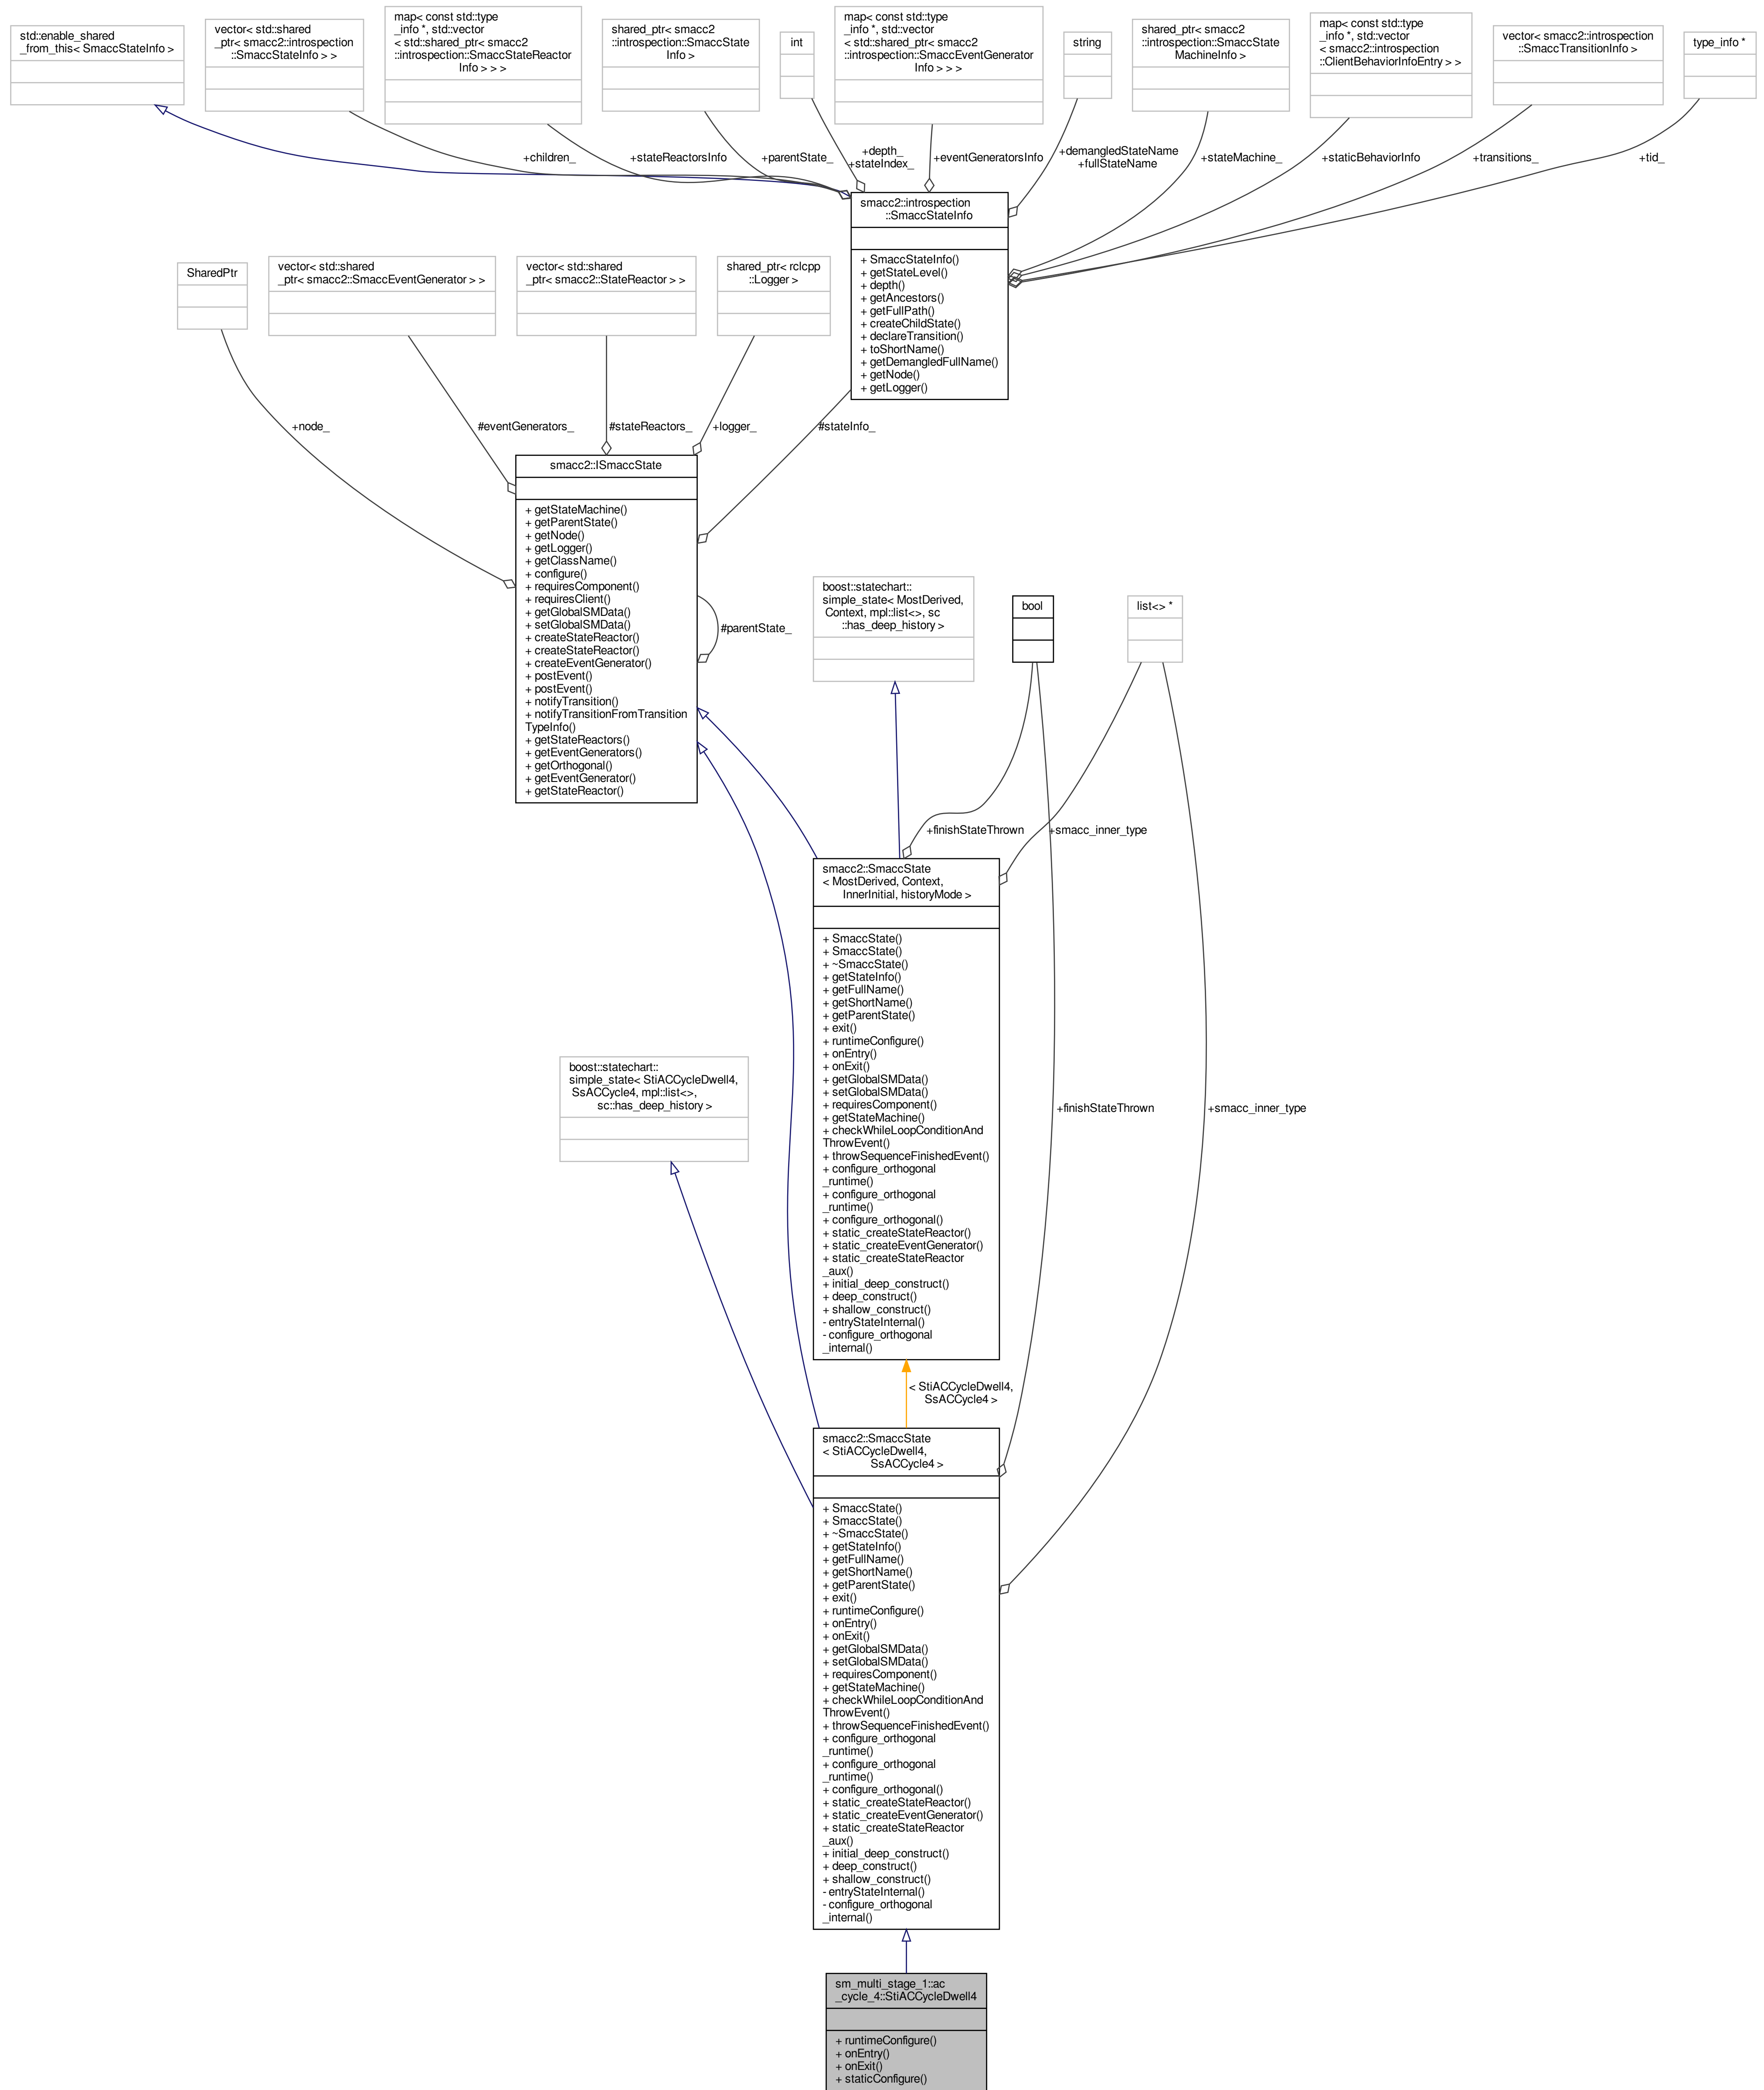 std::enable_shared
_from_this< SmaccStateInfo >
vector< std::shared
_ptr< smacc2::introspection
::SmaccStateInfo > >
map< const std::type
_info *, std::vector
< std::shared_ptr< smacc2
::introspection::SmaccStateReactor
Info > > >
shared_ptr< smacc2
::introspection::SmaccState
Info >
int
map< const std::type
_info *, std::vector
< std::shared_ptr< smacc2
::introspection::SmaccEventGenerator
Info > > >
string
shared_ptr< smacc2
::introspection::SmaccState
MachineInfo >
map< const std::type
_info *, std::vector
< smacc2::introspection
::ClientBehaviorInfoEntry > >
vector< smacc2::introspection
::SmaccTransitionInfo >
type_info *
+children_
+stateReactorsInfo
+parentState_
+depth_
+stateIndex_
+eventGeneratorsInfo
+demangledStateName
+fullStateName
+stateMachine_
+staticBehaviorInfo
+transitions_
+tid_
smacc2::introspection
::SmaccStateInfo
+ SmaccStateInfo()
+ getStateLevel()
+ depth()
+ getAncestors()
+ getFullPath()
+ createChildState()
+ declareTransition()
+ toShortName()
+ getDemangledFullName()
+ getNode()
+ getLogger()
SharedPtr
vector< std::shared
_ptr< smacc2::SmaccEventGenerator > >
vector< std::shared
_ptr< smacc2::StateReactor > >
shared_ptr< rclcpp
::Logger >
+node_
#eventGenerators_
#stateReactors_
+logger_
#stateInfo_
smacc2::ISmaccState
+ getStateMachine()
+ getParentState()
+ getNode()
+ getLogger()
+ getClassName()
+ configure()
+ requiresComponent()
+ requiresClient()
+ getGlobalSMData()
+ setGlobalSMData()
+ createStateReactor()
+ createStateReactor()
+ createEventGenerator()
+ postEvent()
+ postEvent()
+ notifyTransition()
+ notifyTransitionFromTransition
TypeInfo()
+ getStateReactors()
+ getEventGenerators()
+ getOrthogonal()
+ getEventGenerator()
+ getStateReactor()
#parentState_
boost::statechart::
simple_state< MostDerived,
Context, mpl::list<>, sc
::has_deep_history >
bool
list<> *
+finishStateThrown
+smacc_inner_type
smacc2::SmaccState
< MostDerived, Context,
InnerInitial, historyMode >
+ SmaccState()
+ SmaccState()
+ ~SmaccState()
+ getStateInfo()
+ getFullName()
+ getShortName()
+ getParentState()
+ exit()
+ runtimeConfigure()
+ onEntry()
+ onExit()
+ getGlobalSMData()
+ setGlobalSMData()
+ requiresComponent()
+ getStateMachine()
+ checkWhileLoopConditionAnd
ThrowEvent()
+ throwSequenceFinishedEvent()
+ configure_orthogonal
_runtime()
+ configure_orthogonal
_runtime()
+ configure_orthogonal()
+ static_createStateReactor()
+ static_createEventGenerator()
+ static_createStateReactor
_aux()
+ initial_deep_construct()
+ deep_construct()
+ shallow_construct()
- entryStateInternal()
- configure_orthogonal
_internal()
boost::statechart::
simple_state< StiACCycleDwell4,
SsACCycle4, mpl::list<>,
sc::has_deep_history >
+finishStateThrown
+smacc_inner_type
< StiACCycleDwell4,
SsACCycle4 >
smacc2::SmaccState
< StiACCycleDwell4,
SsACCycle4 >
+ SmaccState()
+ SmaccState()
+ ~SmaccState()
+ getStateInfo()
+ getFullName()
+ getShortName()
+ getParentState()
+ exit()
+ runtimeConfigure()
+ onEntry()
+ onExit()
+ getGlobalSMData()
+ setGlobalSMData()
+ requiresComponent()
+ getStateMachine()
+ checkWhileLoopConditionAnd
ThrowEvent()
+ throwSequenceFinishedEvent()
+ configure_orthogonal
_runtime()
+ configure_orthogonal
_runtime()
+ configure_orthogonal()
+ static_createStateReactor()
+ static_createEventGenerator()
+ static_createStateReactor
_aux()
+ initial_deep_construct()
+ deep_construct()
+ shallow_construct()
- entryStateInternal()
- configure_orthogonal
_internal()
sm_multi_stage_1::ac
_cycle_4::StiACCycleDwell4
+ runtimeConfigure()
+ onEntry()
+ onExit()
+ staticConfigure()